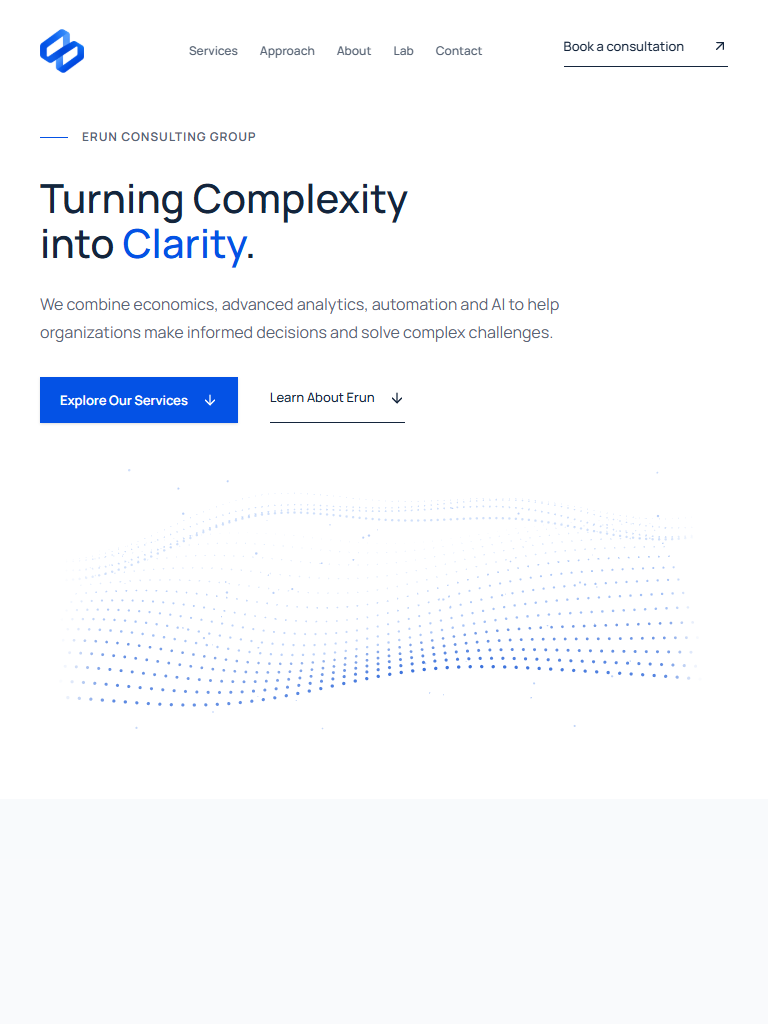 Services Approach About Lab Contact Book a consultation
ERUN CONSULTING GROUP
Turning Complexity
into Clarity.
We combine economics, advanced analytics, automation and AI to help
organizations make informed decisions and solve complex challenges.
Explore Our Services Learn About Erun